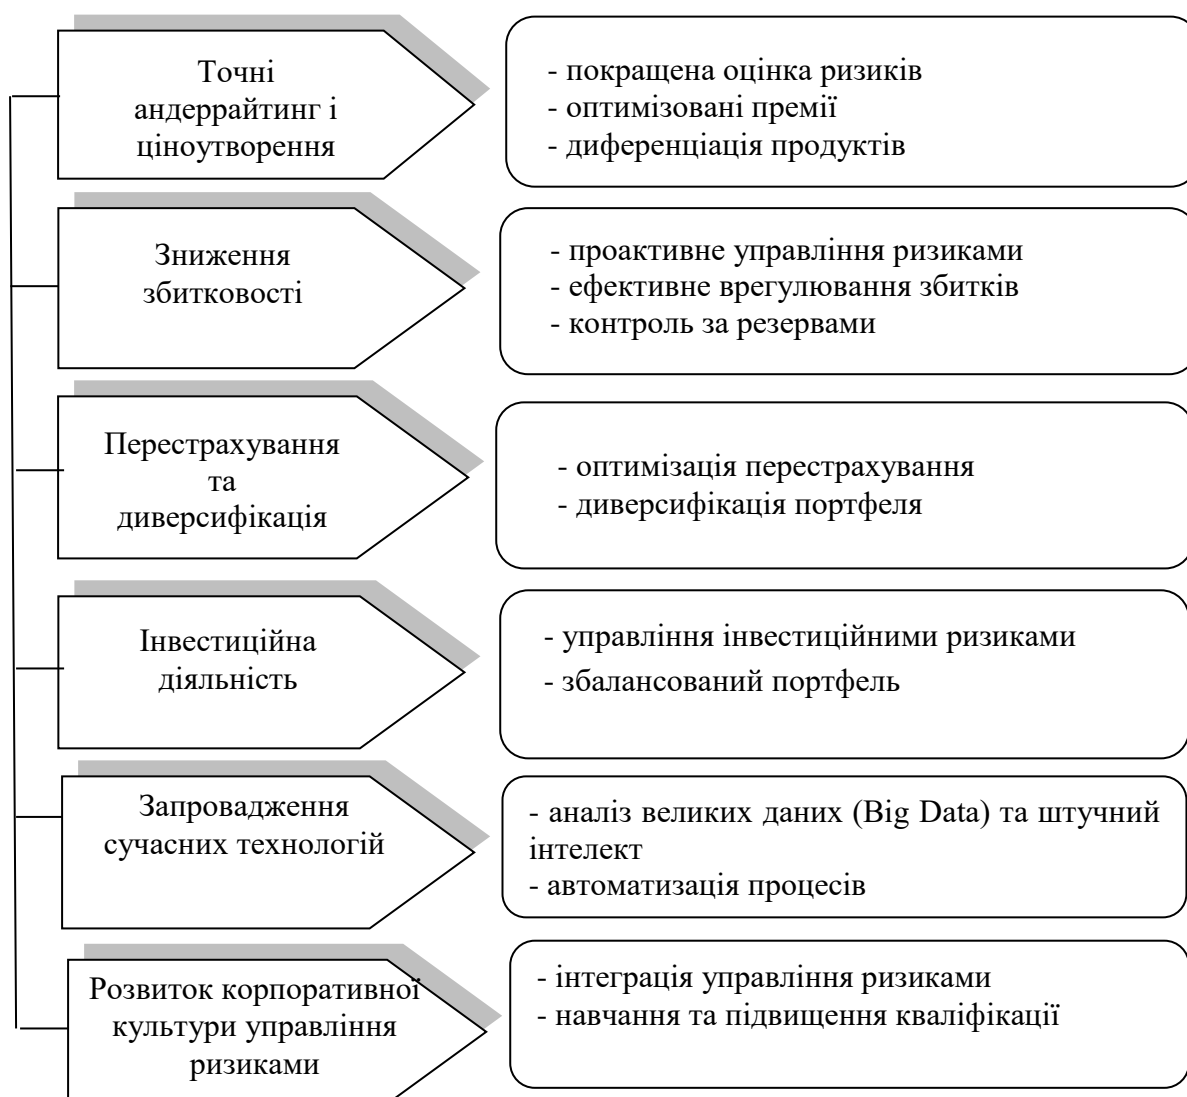 Точні
андеррайтинг і
ціноутворення
- покращена оцінка ризиків
- оптимізовані премії
- диференціація продуктів
Зниження
збитковості
- проактивне управління ризиками
- ефективне врегулювання збитків
- контроль за резервами
Перестрахування
та
диверсифікація
- оптимізація перестрахування
- диверсифікація портфеля
Інвестиційна
діяльність
- управління інвестиційними ризиками
- збалансований портфель
Запровадження
сучасних технологій
- аналіз великих даних (Big Data) та штучний
інтелект
- автоматизація процесів
Розвиток корпоративної
культури управління
ризиками
- інтеграція управління ризиками
- навчання та підвищення кваліфікації